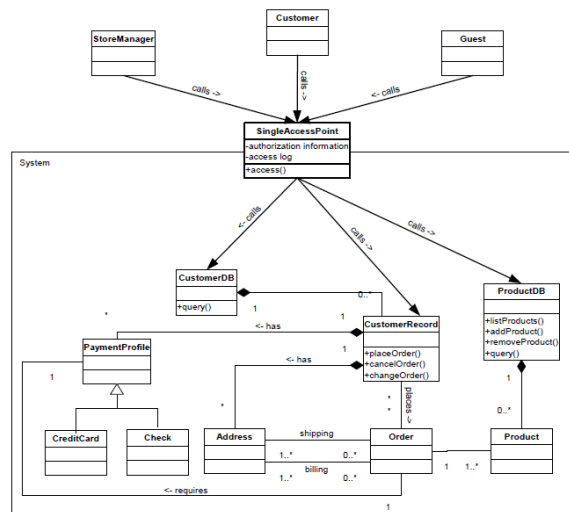 Customer
StoreManager
Guest
calls ->
calls ->
<- calls
SingleAccessPoint
-authorization information
-access log
+access()
System
<- calls
calls ->
calls ->
CustomerDB
+query()
1
0..*
1
ProductDB
+listProducts()
+addProduct()
+removeProduct()
+query()
CustomerRecord
+placeOrder()
+cancelOrder()
+changeOrder()
*
<- has
1
PaymentProfile
1
<- has
1
1
*
*
*
places ->
0..*
CreditCard
Check
Address
shipping
Order
Product
1..*
0..*
billing
1
1..*
1..*
0..*
<- requires
1